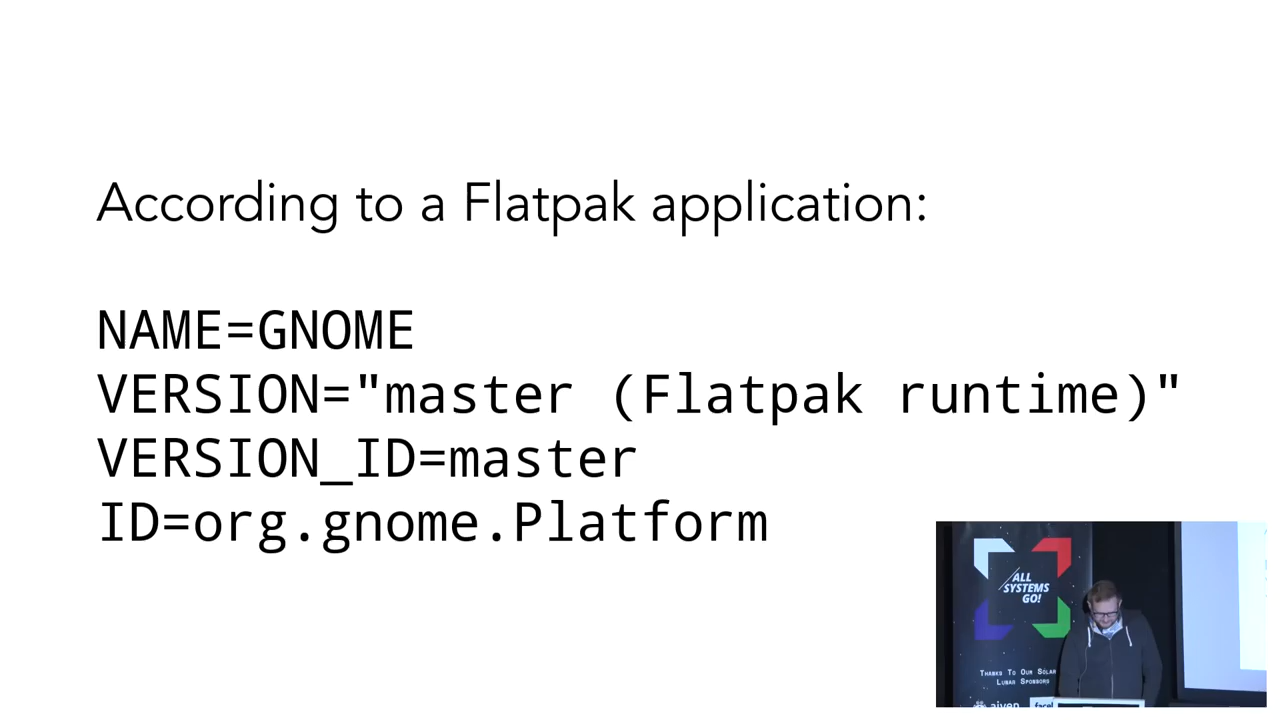 According to a Flatpak application:
NAME=GNOME
VERSION="master (Flatpak runtime)"
VERSION_ID=master
ID=org.gnome.Platform
ALL
SYSTEMS
GO!
Thanks To Our Solar
Lunar Sponsors
aiven